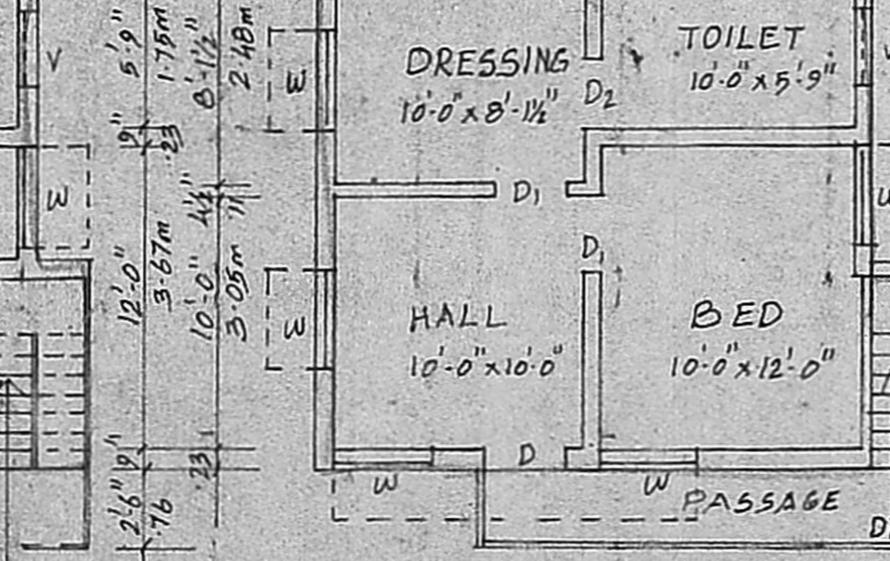 V
5'9"
1.75m
8'-1½"
2.48m
W
DRESSING
10'-0" x 8'-1½"
D2
TOILET
10'-0" x 5'9"
9"
.23
W
4½"
11
D1
D1
12'-0"
3.67m
10'-0"
3.05m
W
HALL
10'-0" x 10'-0"
BED
10'-0" x 12'-0"
9"
.23
D
W
W
2'6"
.76
PASSAGE